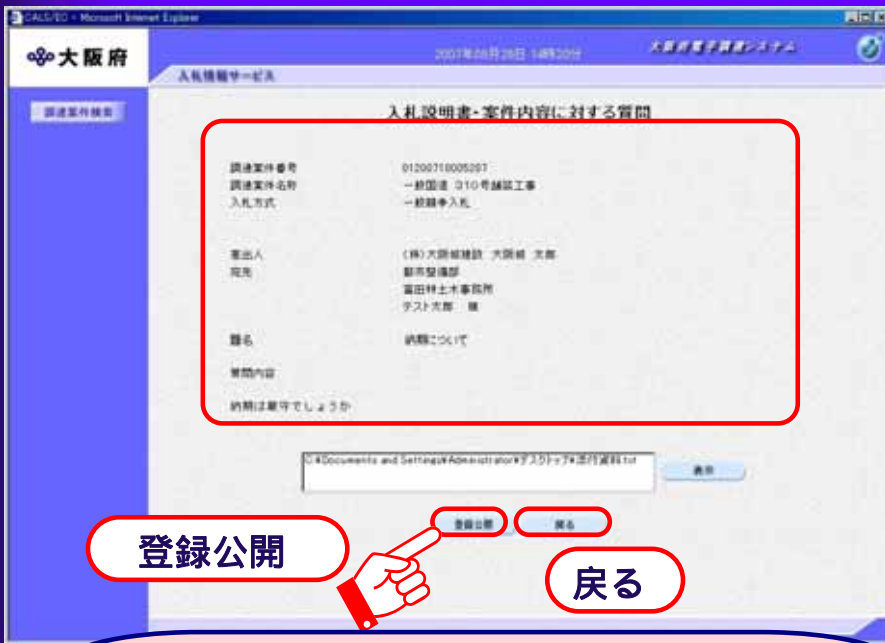 CALS/EC - Microsoft Internet Explorer
大阪府
2007年08月28日 14時20分
大阪府電子調達システム
入札情報サービス
調達案件検索
入札説明書・案件内容に対する質問
調達案件番号 01200710005207
調達案件名称 一般国道 310号舗装工事
入札方式 一般競争入札
差出人 (株)大阪城建設 大阪城 太郎
宛先 都市整備部
富田林土木事務所
テスト太郎 様
題名 納期について
質問内容
納期は厳守でしょうか
C:¥Documents and Settings¥Administrator¥デスクトップ¥添付資料.txt
表示
登録公開 戻る
登録公開
戻る